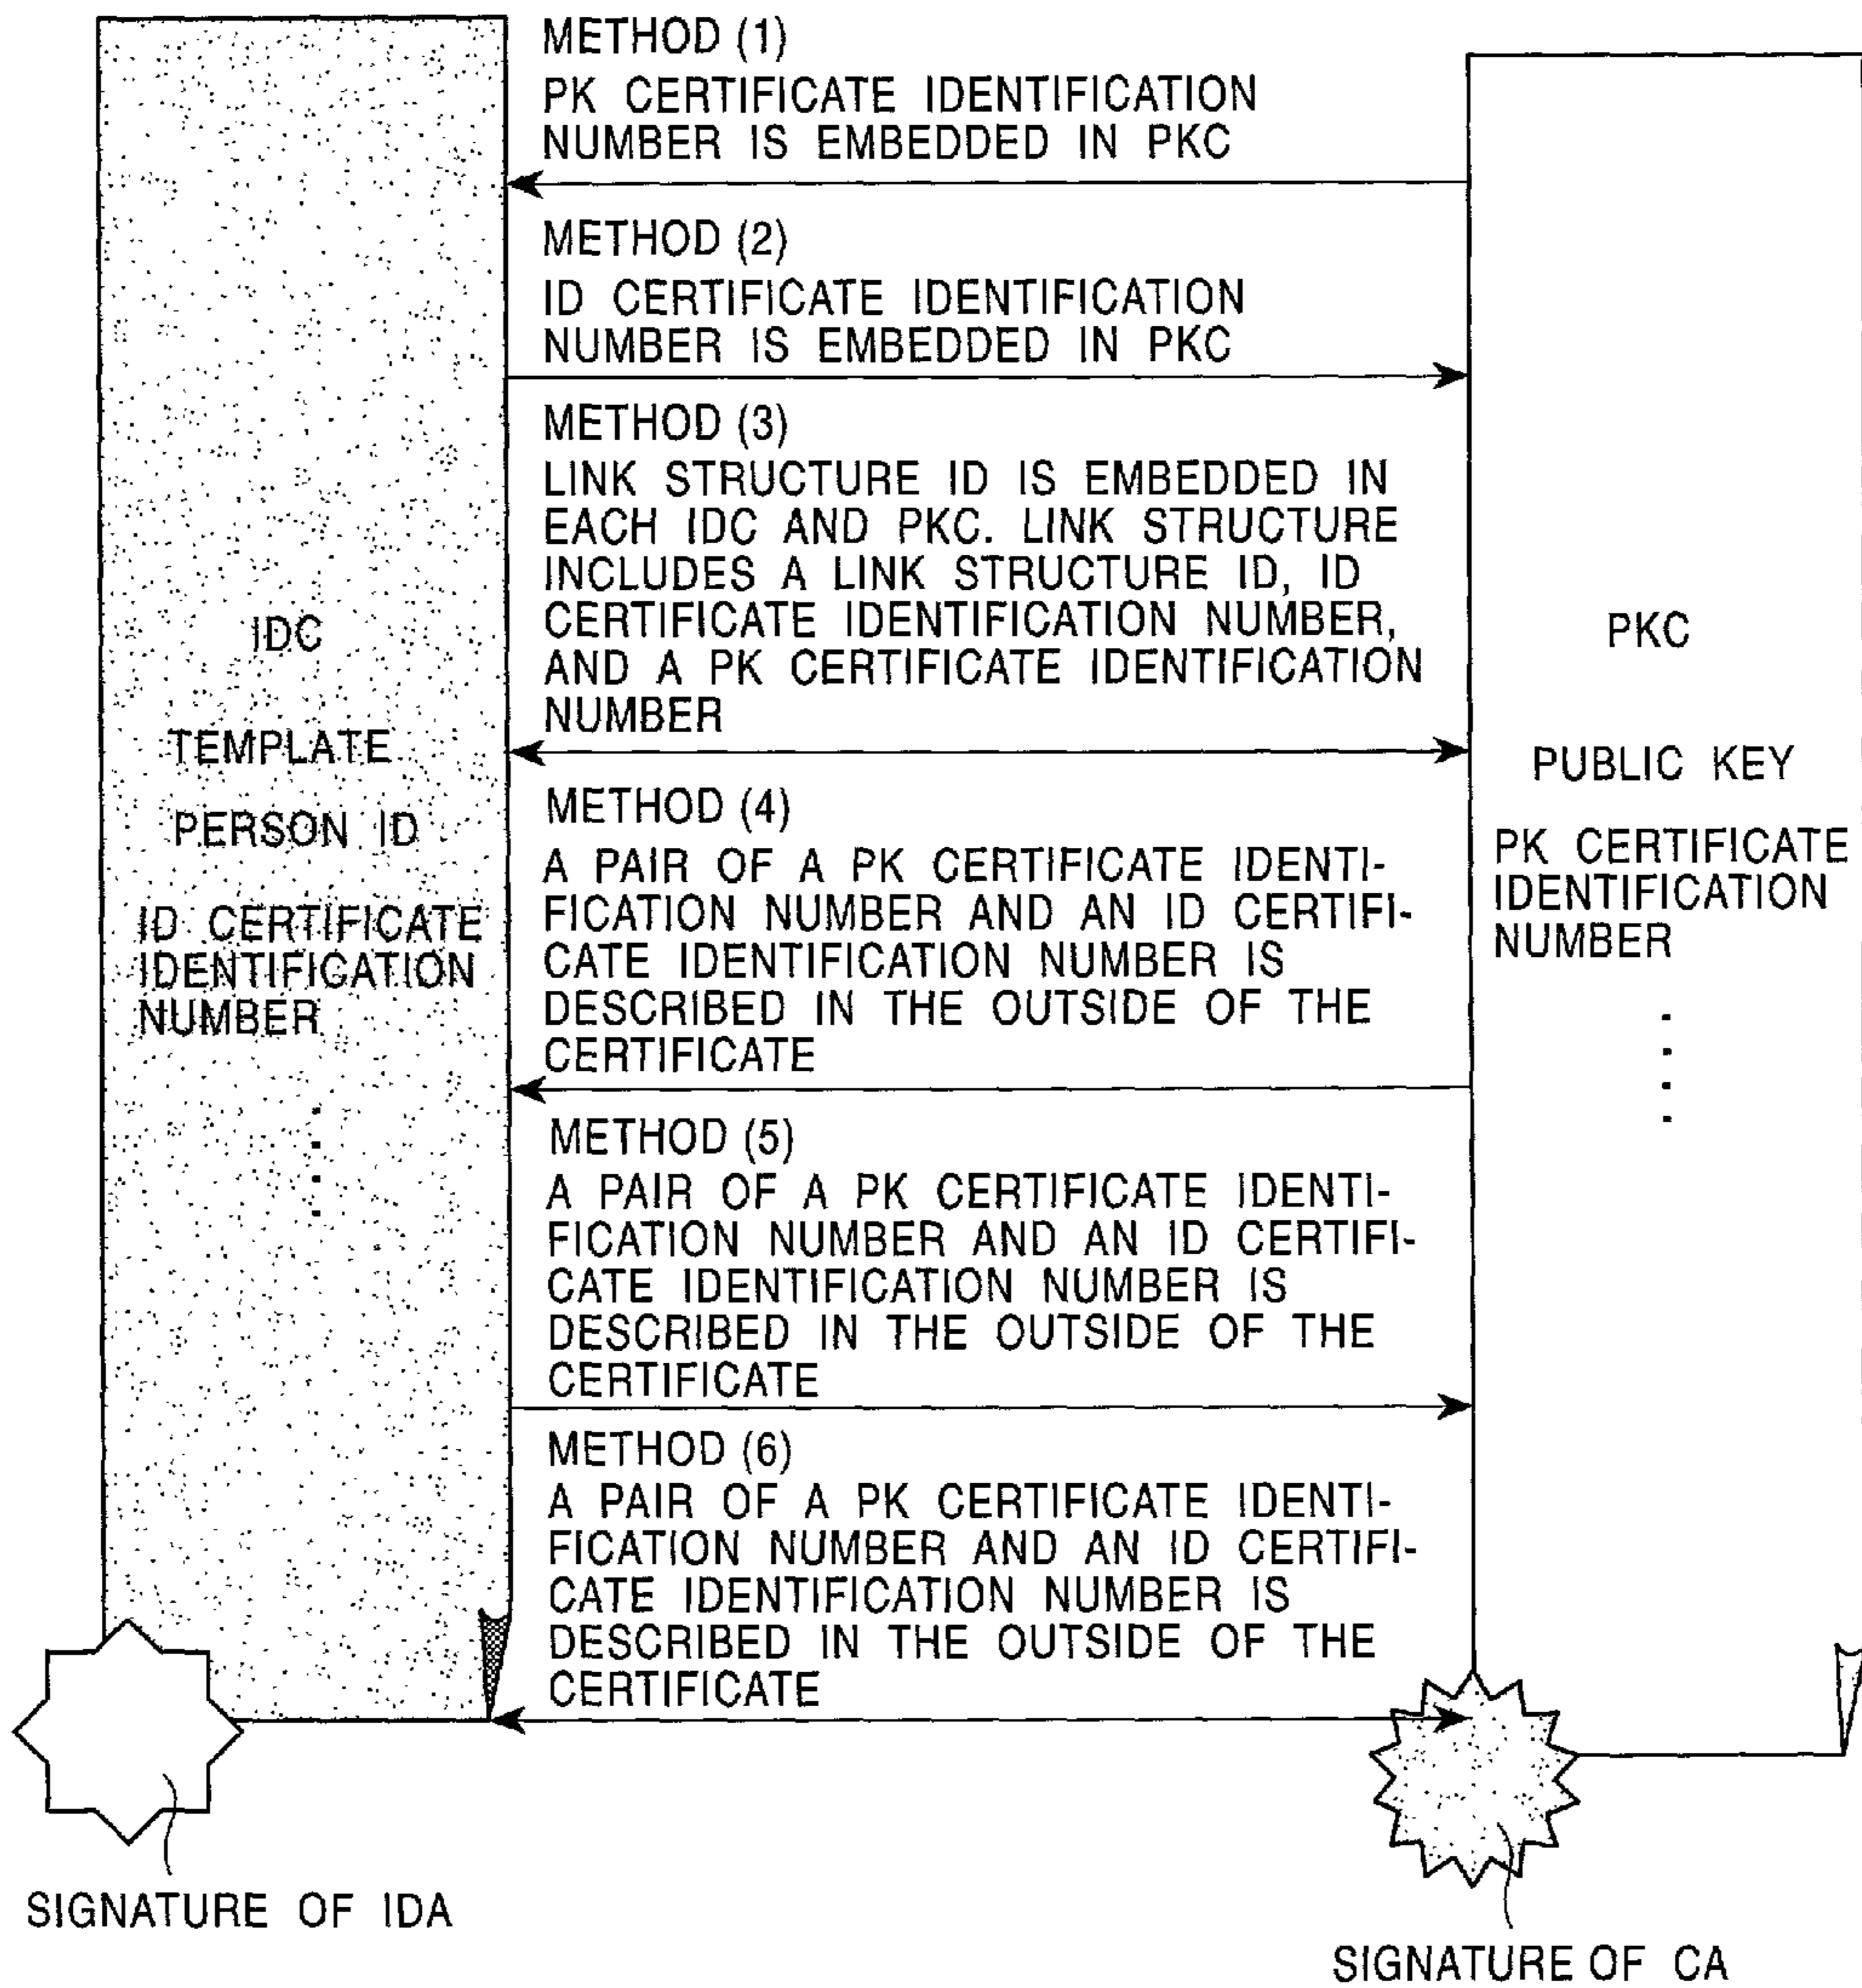 METHOD (1)
PK CERTIFICATE IDENTIFICATION
NUMBER IS EMBEDDED IN PKC
METHOD (2)
ID CERTIFICATE IDENTIFICATION
NUMBER IS EMBEDDED IN PKC
METHOD (3)
LINK STRUCTURE ID IS EMBEDDED IN
EACH IDC AND PKC. LINK STRUCTURE
INCLUDES A LINK STRUCTURE ID, ID
CERTIFICATE IDENTIFICATION NUMBER,
AND A PK CERTIFICATE IDENTIFICATION
NUMBER
METHOD (4)
A PAIR OF A PK CERTIFICATE IDENTI-
FICATION NUMBER AND AN ID CERTIFI-
CATE IDENTIFICATION NUMBER IS
DESCRIBED IN THE OUTSIDE OF THE
CERTIFICATE
METHOD (5)
A PAIR OF A PK CERTIFICATE IDENTI-
FICATION NUMBER AND AN ID CERTIFI-
CATE IDENTIFICATION NUMBER IS
DESCRIBED IN THE OUTSIDE OF THE
CERTIFICATE
METHOD (6)
A PAIR OF A PK CERTIFICATE IDENTI-
FICATION NUMBER AND AN ID CERTIFI-
CATE IDENTIFICATION NUMBER IS
DESCRIBED IN THE OUTSIDE OF THE
CERTIFICATE
IDC
TEMPLATE
PERSON ID
ID CERTIFICATE
IDENTIFICATION
NUMBER
PKC
PUBLIC KEY
PK CERTIFICATE
IDENTIFICATION
NUMBER
SIGNATURE OF IDA
SIGNATURE OF CA